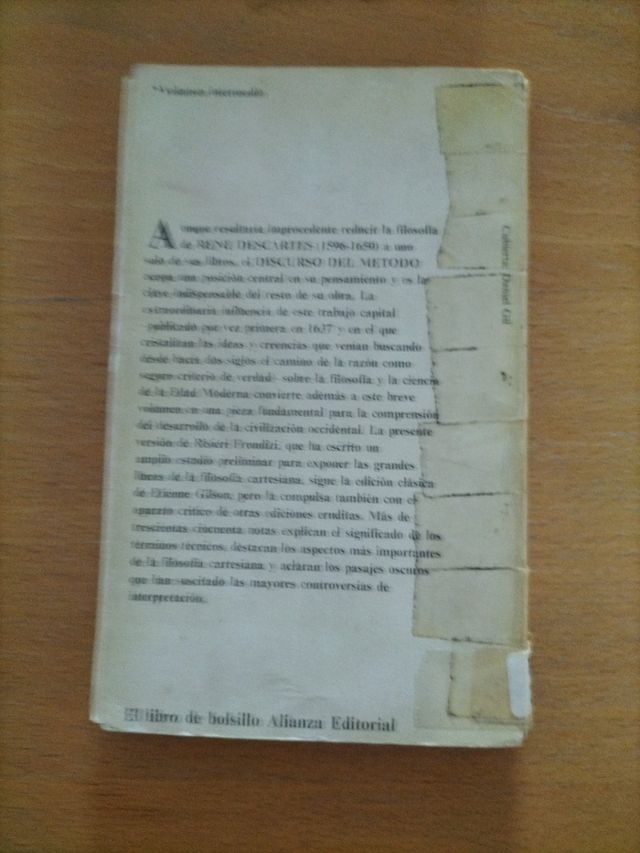 *Volumen intermedio
Aunque resultaría improcedente reducir la filosofía
de RENE DESCARTES (1596-1650) a uno
solo de sus libros, el DISCURSO DEL METODO
ocupa una posición central en su pensamiento y es la
clave indispensable del resto de su obra. La
extraordinaria influencia de este trabajo capital
-publicado por vez primera en 1637 y en el que
cristalizan las ideas y creencias que venían buscando
desde hacía dos siglos el camino de la razón como
seguro criterio de verdad- sobre la filosofía y la ciencia
de la Edad Moderna convierte además a este breve
volumen en una pieza fundamental para la comprensión
del desarrollo de la civilización occidental. La presente
versión de Risieri Frondizi, que ha escrito un
amplio estudio preliminar para exponer las grandes
líneas de la filosofía cartesiana, sigue la edición clásica
de Etienne Gilson, pero la compulsa también con el
aparato crítico de otras ediciones eruditas. Más de
trescientas cincuenta notas explican el significado de los
términos técnicos, destacan los aspectos más importantes
de la filosofía cartesiana y aclaran los pasajes oscuros
que han suscitado las mayores controversias de
interpretación.
El libro de bolsillo Alianza Editorial
Cubierta Daniel Gil